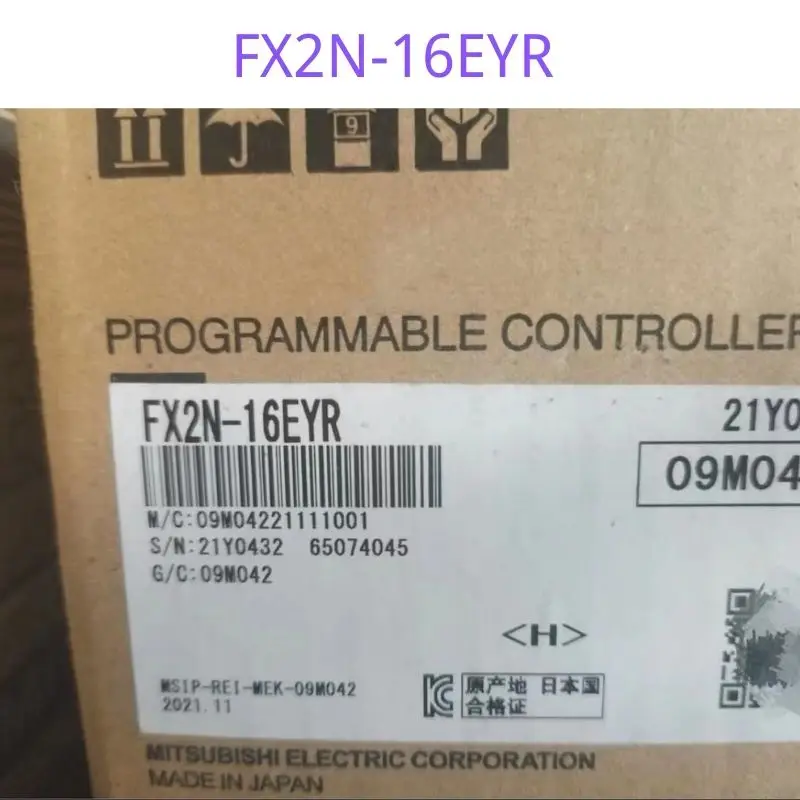 FX2N-16EYR
9
PROGRAMMABLE CONTROLLER
FX2N-16EYR
21Y0
09M04
M/C:09M04221111001
S/N:21Y0432 65074045
G/C:09M042
<H>
MSIP-REI-MEK-09M042
2021.11
原产地 日本国
合格证
MITSUBISHI ELECTRIC CORPORATION
MADE IN JAPAN